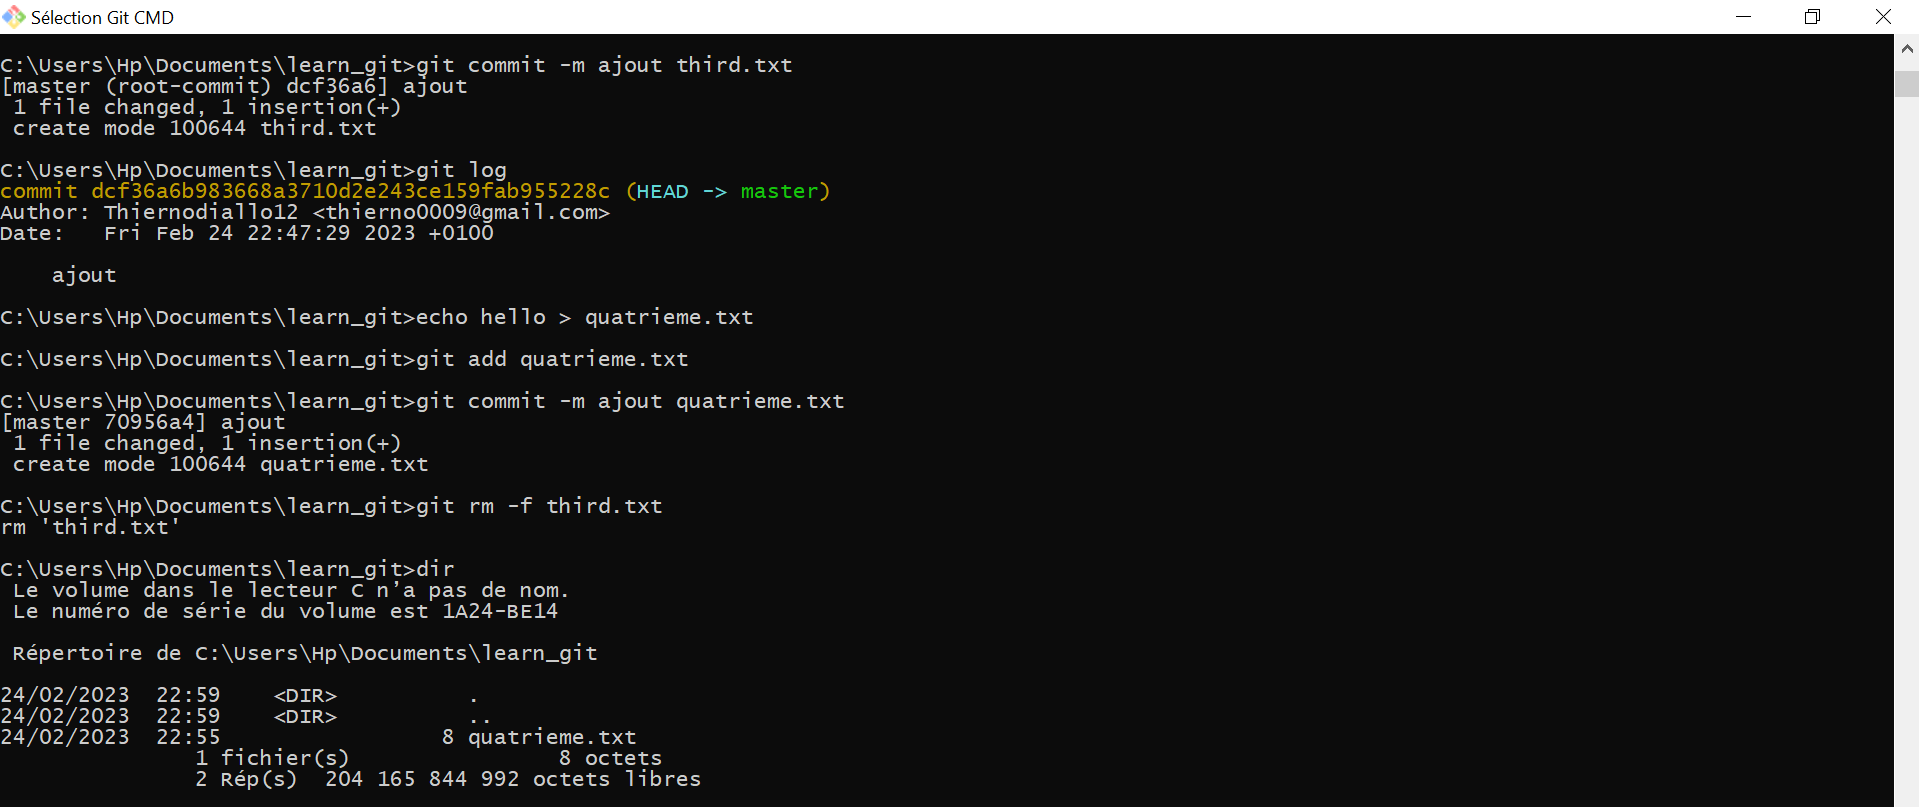 Sélection Git CMD
C:\Users\Hp\Documents\learn_git>git commit -m ajout third.txt
[master (root-commit) dcf36a6] ajout
 1 file changed, 1 insertion(+)
 create mode 100644 third.txt
C:\Users\Hp\Documents\learn_git>git log
commit dcf36a6b983668a3710d2e243ce159fab955228c (HEAD -> master)
Author: Thiernodiallo12 <thierno0009@gmail.com>
Date:   Fri Feb 24 22:47:29 2023 +0100
    ajout
C:\Users\Hp\Documents\learn_git>echo hello > quatrieme.txt
C:\Users\Hp\Documents\learn_git>git add quatrieme.txt
C:\Users\Hp\Documents\learn_git>git commit -m ajout quatrieme.txt
[master 70956a4] ajout
 1 file changed, 1 insertion(+)
 create mode 100644 quatrieme.txt
C:\Users\Hp\Documents\learn_git>git rm -f third.txt
rm 'third.txt'
C:\Users\Hp\Documents\learn_git>dir
 Le volume dans le lecteur C n’a pas de nom.
 Le numéro de série du volume est 1A24-BE14
 Répertoire de C:\Users\Hp\Documents\learn_git
24/02/2023  22:59    <DIR>          .
24/02/2023  22:59    <DIR>          ..
24/02/2023  22:55                 8 quatrieme.txt
               1 fichier(s)                8 octets
               2 Rép(s)  204 165 844 992 octets libres